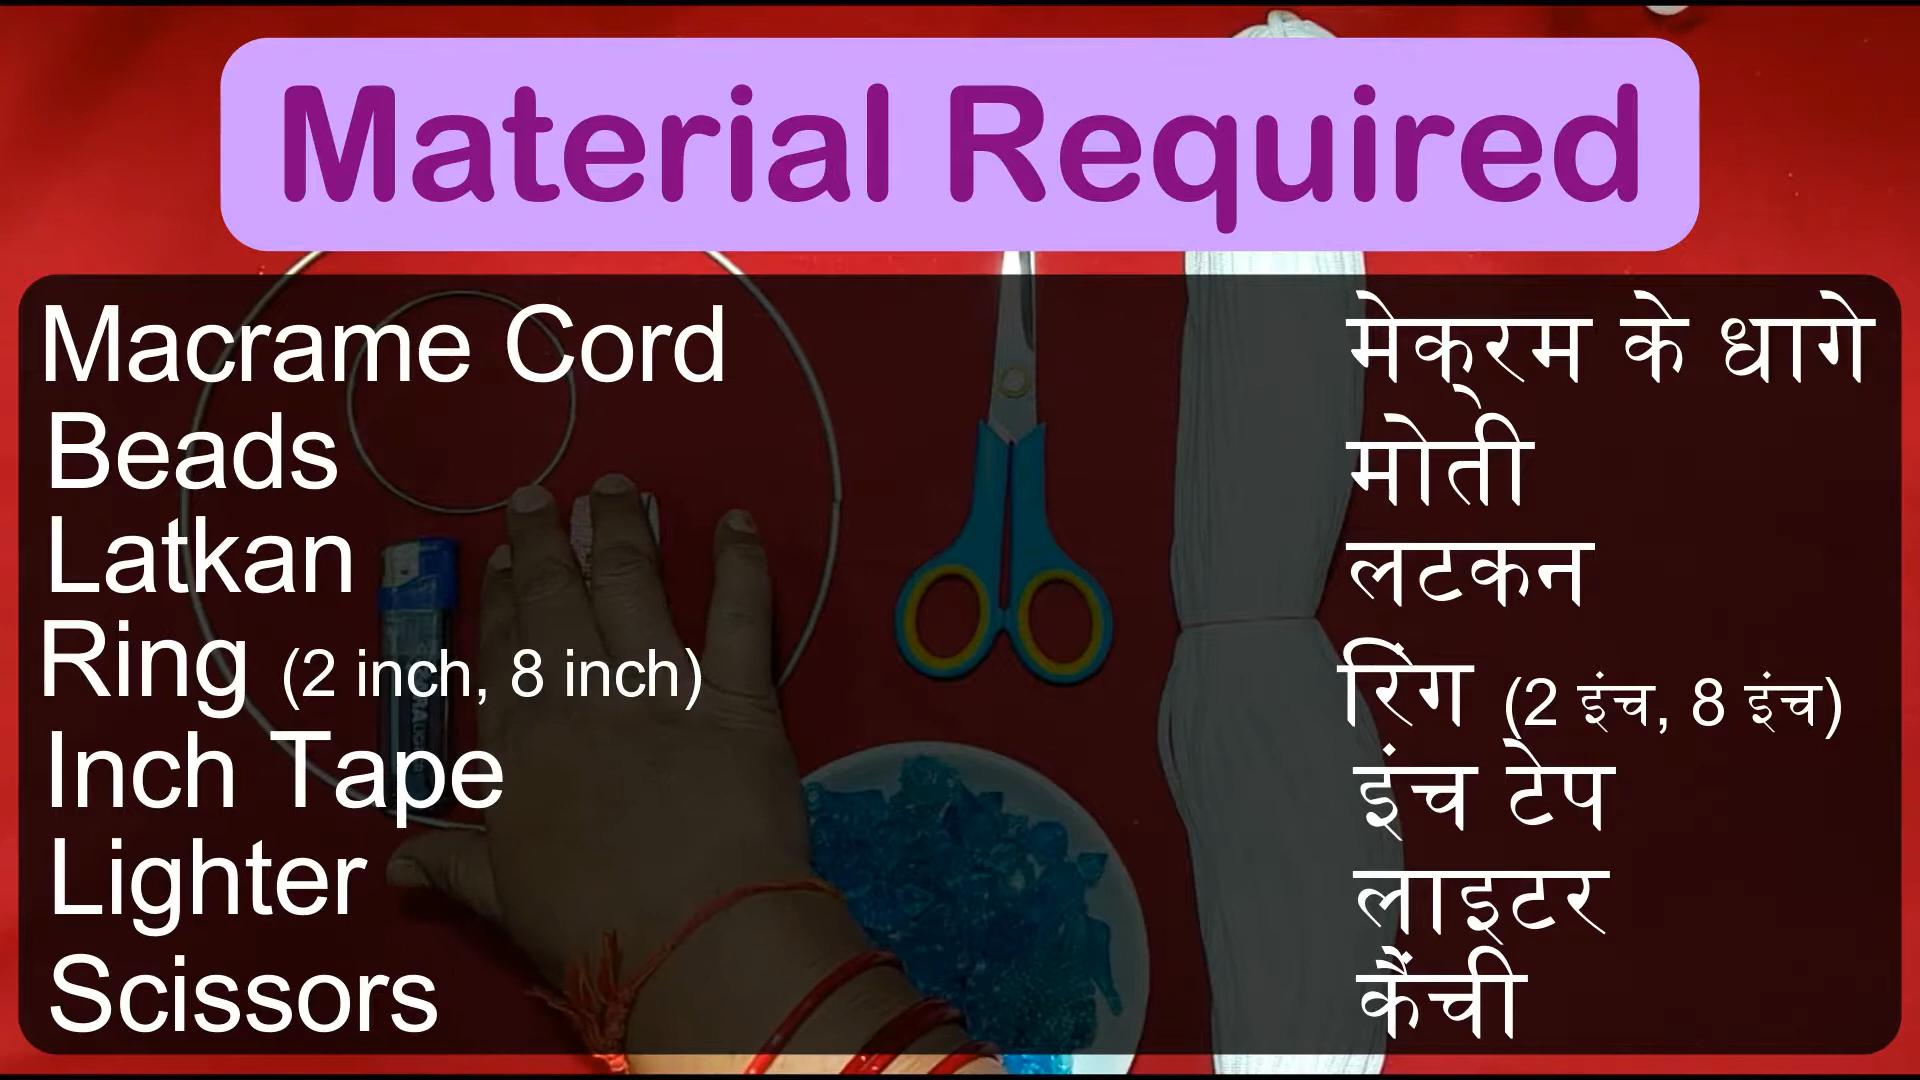 Material Required
Macrame Cord मेक्रम के धागे
Beads मोती
Latkan लटकन
Ring (2 inch, 8 inch) रिंग (2 इंच, 8 इंच)
Inch Tape इंच टेप
Lighter लाइटर
Scissors कैंची